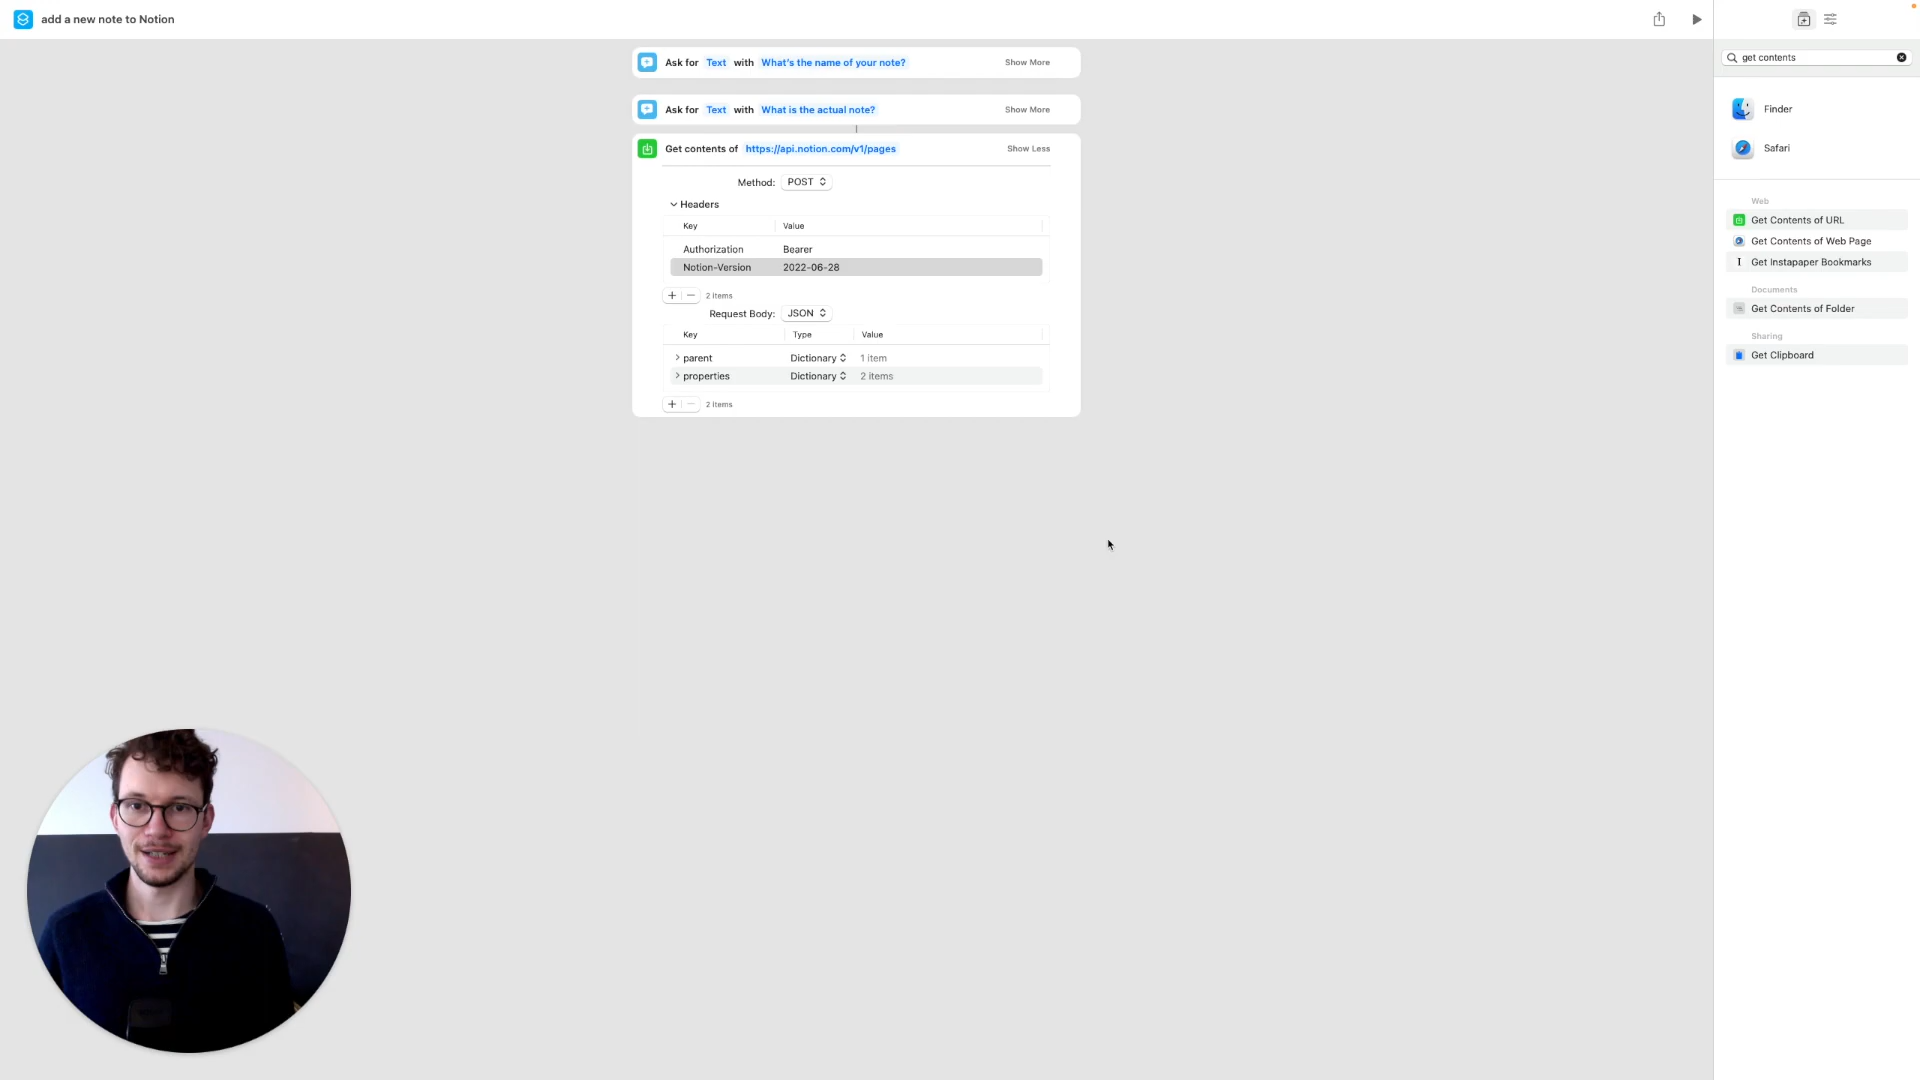 add a new note to Notion
get contents
Ask for Text with What's the name of your note? Show More
Ask for Text with What is the actual note? Show More
Get contents of https://api.notion.com/v1/pages Show Less
Method: POST
Headers
Key Value
Authorization Bearer
Notion-Version 2022-06-28
2 items
Request Body: JSON
Key Type Value
parent Dictionary 1 item
properties Dictionary 2 items
2 items
Finder
Safari
Web
Get Contents of URL
Get Contents of Web Page
Get Instapaper Bookmarks
Documents
Get Contents of Folder
Sharing
Get Clipboard